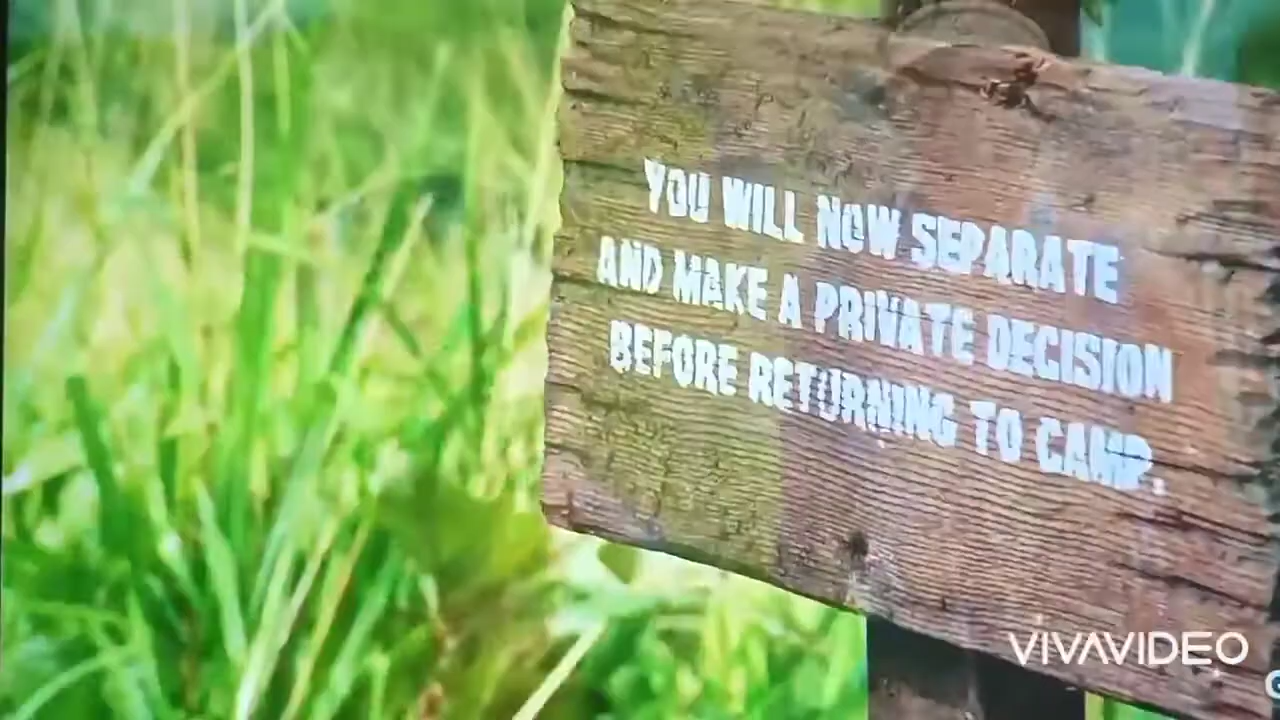 YOU WILL NOW SEPARATE
AND MAKE A PRIVATE DECISION
BEFORE RETURNING TO CAMP.
VIVAVIDEO